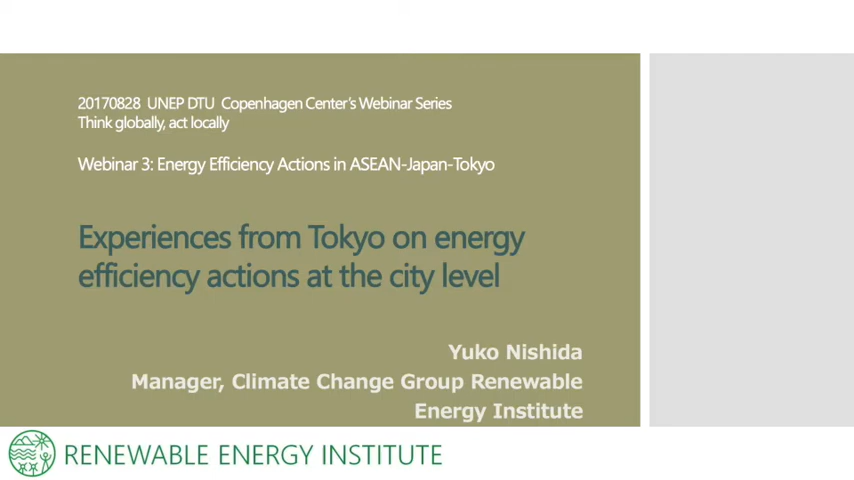 20170828 UNEP DTU Copenhagen Center's Webinar Series
Think globally, act locally
Webinar 3: Energy Efficiency Actions in ASEAN-Japan-Tokyo
Experiences from Tokyo on energy
efficiency actions at the city level
Yuko Nishida
Manager, Climate Change Group Renewable
Energy Institute
RENEWABLE ENERGY INSTITUTE